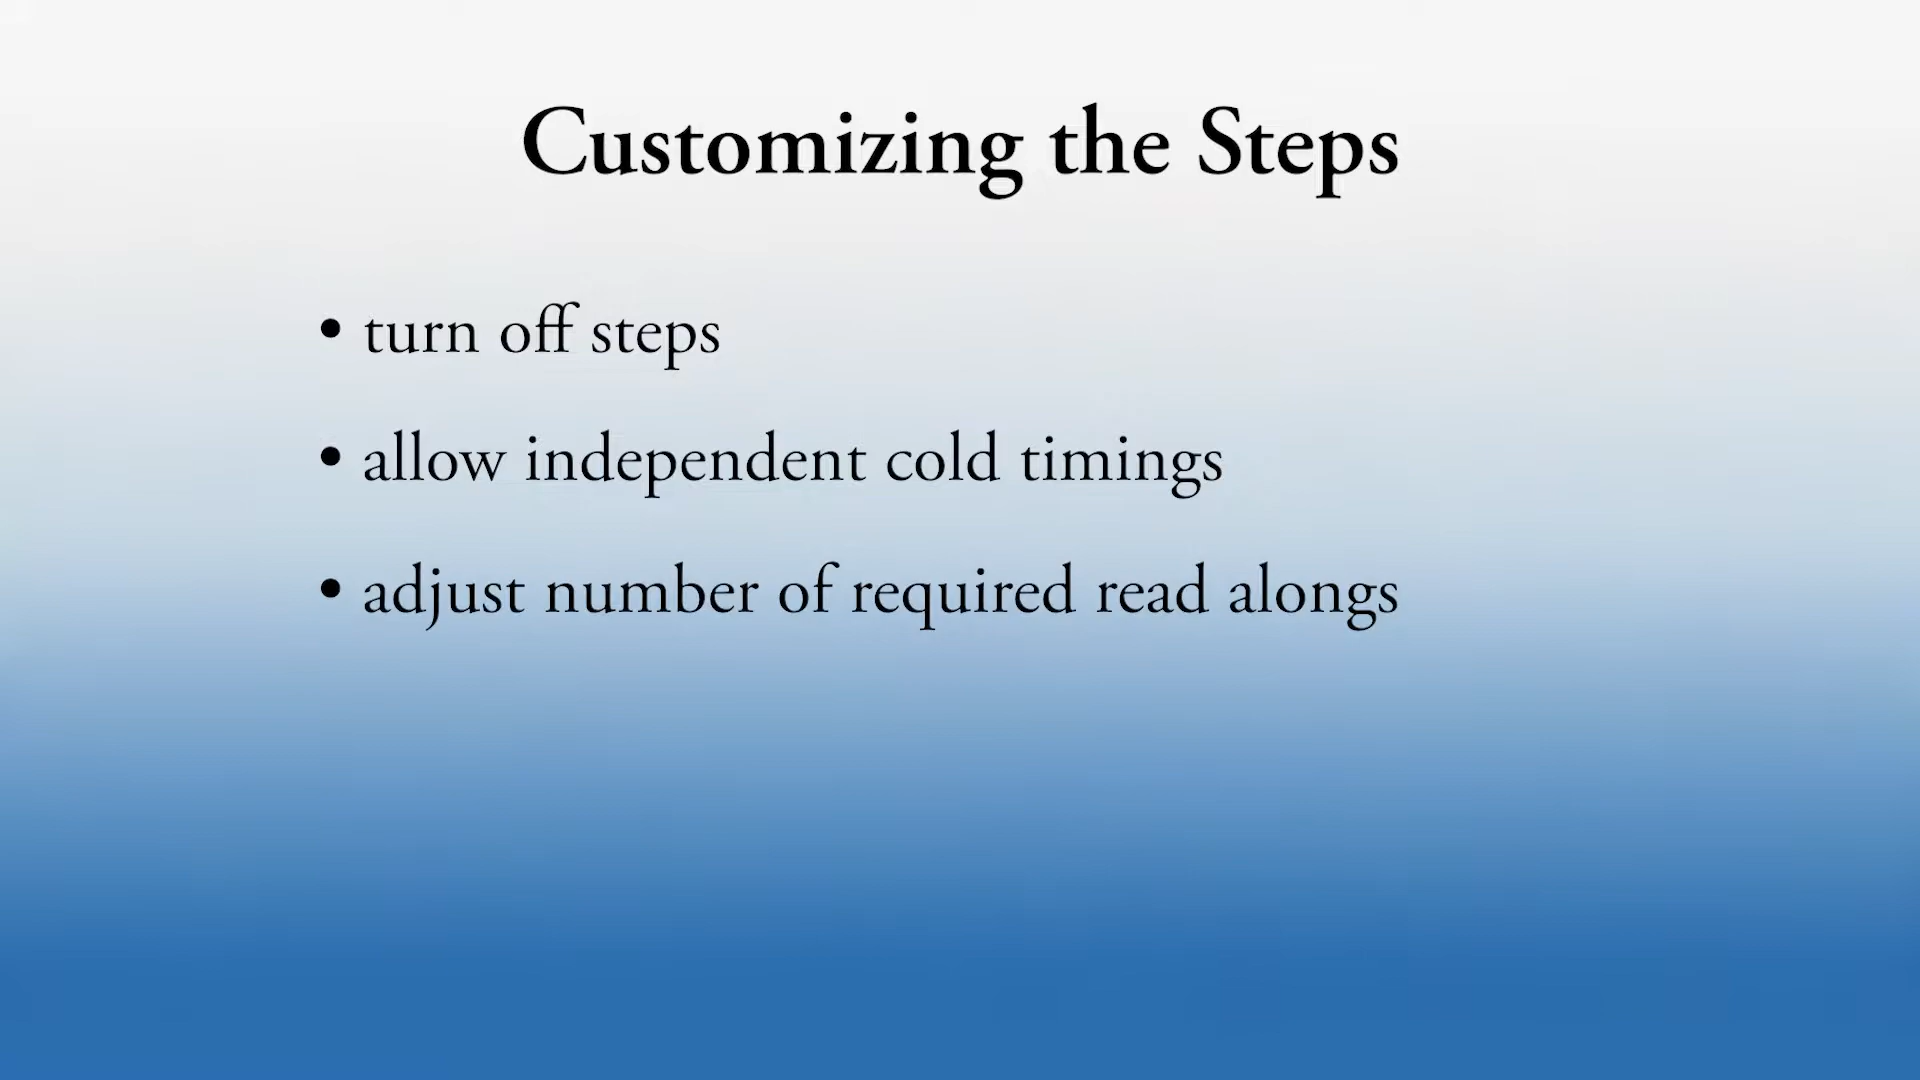 Customizing the Steps
• turn off steps
• allow independent cold timings
• adjust number of required read alongs